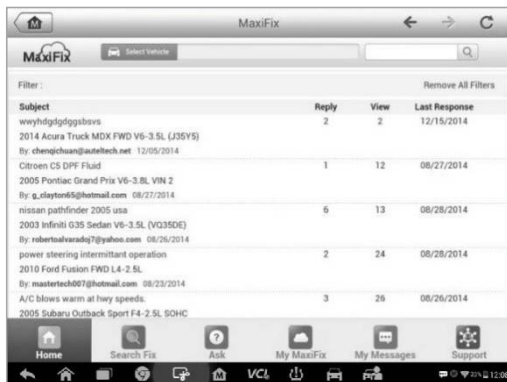 MaxiFix
MaxiFix
Select Vehicle
Filter :
Remove All Filters
Subject Reply View Last Response
wwyhdgdgdggsbsvs 2 2 12/15/2014
2014 Acura Truck MDX FWD V6-3.5L (J35Y5)
By: chenqichuan@auteltech.net 12/05/2014
Citroen C5 DPF Fluid 1 12 08/27/2014
2005 Pontiac Grand Prix V6-3.8L VIN 2
By: g_clayton65@hotmail.com 08/27/2014
nissan pathfinder 2005 usa 6 13 08/28/2014
2003 Infiniti G35 Sedan V6-3.5L (VQ35DE)
By: robertoalvaradoj7@yahoo.com 08/26/2014
power steering intermittant operation 2 24 08/28/2014
2010 Ford Fusion FWD L4-2.5L
By: mastertech007@hotmail.com 08/23/2014
A/C blows warm at hwy speeds. 3 26 08/26/2014
2005 Subaru Outback Sport F4-2.5L SOHC
Home Search Fix Ask My MaxiFix My Messages Support
VCI 33% 12:08